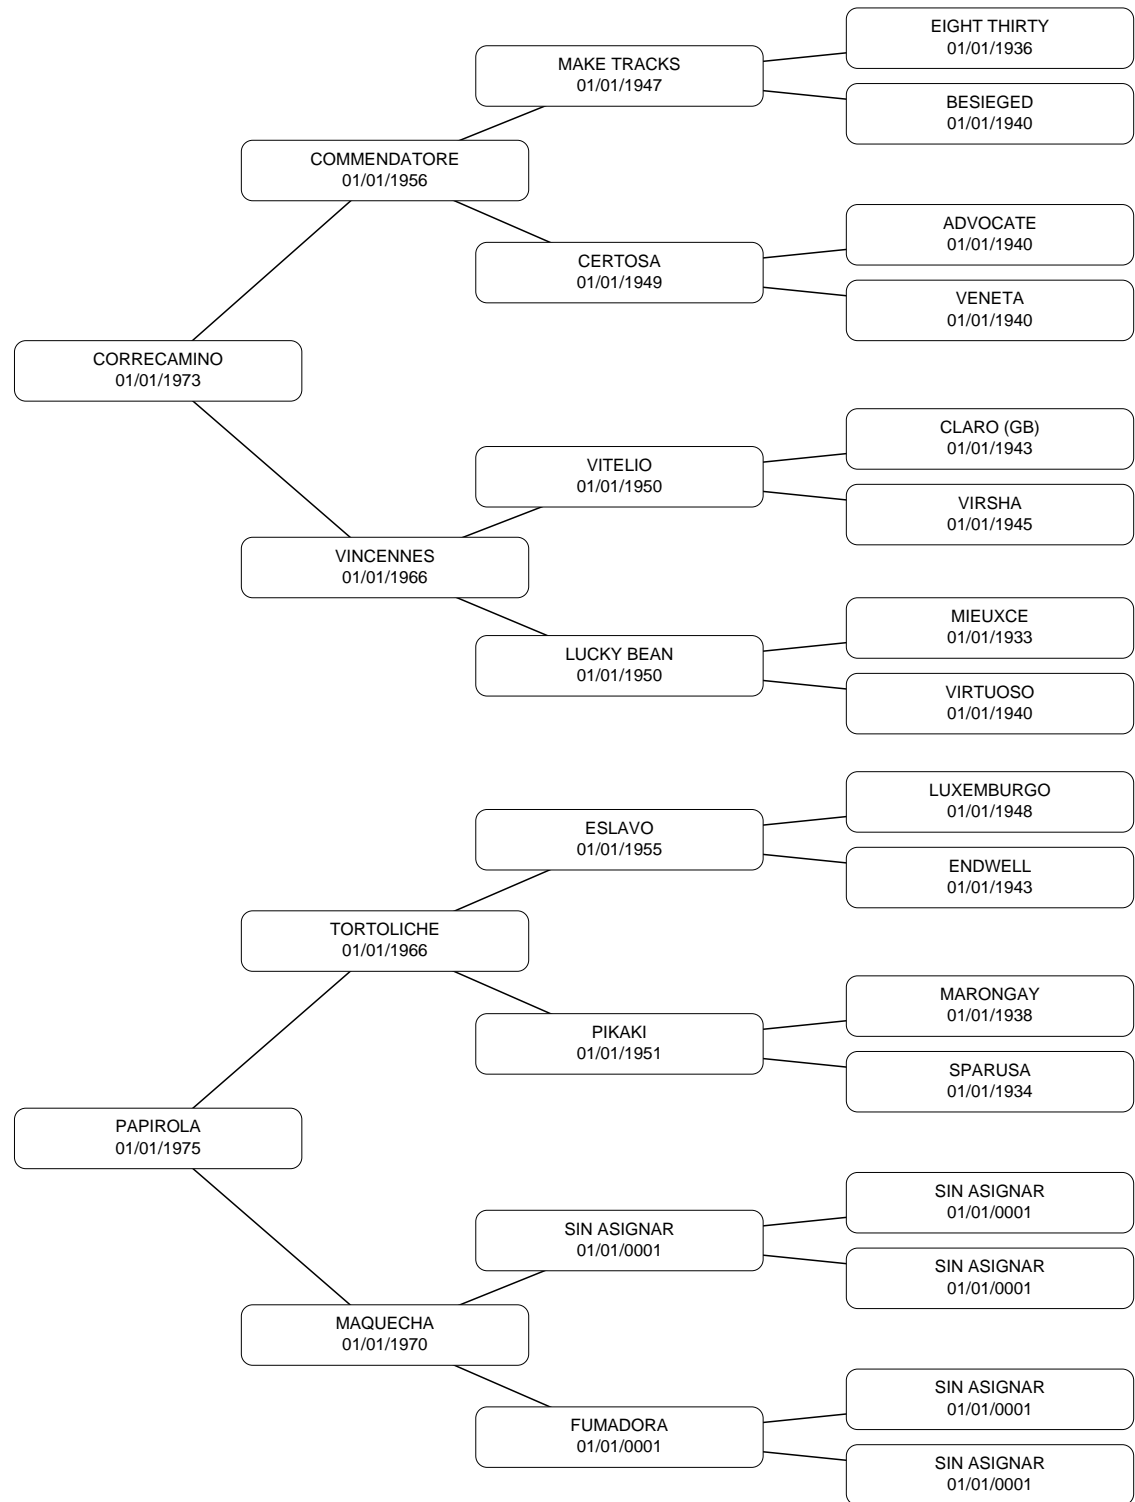 EIGHT THIRTY
01/01/1936
MAKE TRACKS
01/01/1947
BESIEGED
01/01/1940
COMMENDATORE
01/01/1956
ADVOCATE
01/01/1940
CERTOSA
01/01/1949
VENETA
01/01/1940
CORRECAMINO
01/01/1973
CLARO (GB)
01/01/1943
VITELIO
01/01/1950
VIRSHA
01/01/1945
VINCENNES
01/01/1966
MIEUXCE
01/01/1933
LUCKY BEAN
01/01/1950
VIRTUOSO
01/01/1940
LUXEMBURGO
01/01/1948
ESLAVO
01/01/1955
ENDWELL
01/01/1943
TORTOLICHE
01/01/1966
MARONGAY
01/01/1938
PIKAKI
01/01/1951
SPARUSA
01/01/1934
PAPIROLA
01/01/1975
SIN ASIGNAR
01/01/0001
SIN ASIGNAR
01/01/0001
SIN ASIGNAR
01/01/0001
MAQUECHA
01/01/1970
SIN ASIGNAR
01/01/0001
FUMADORA
01/01/0001
SIN ASIGNAR
01/01/0001